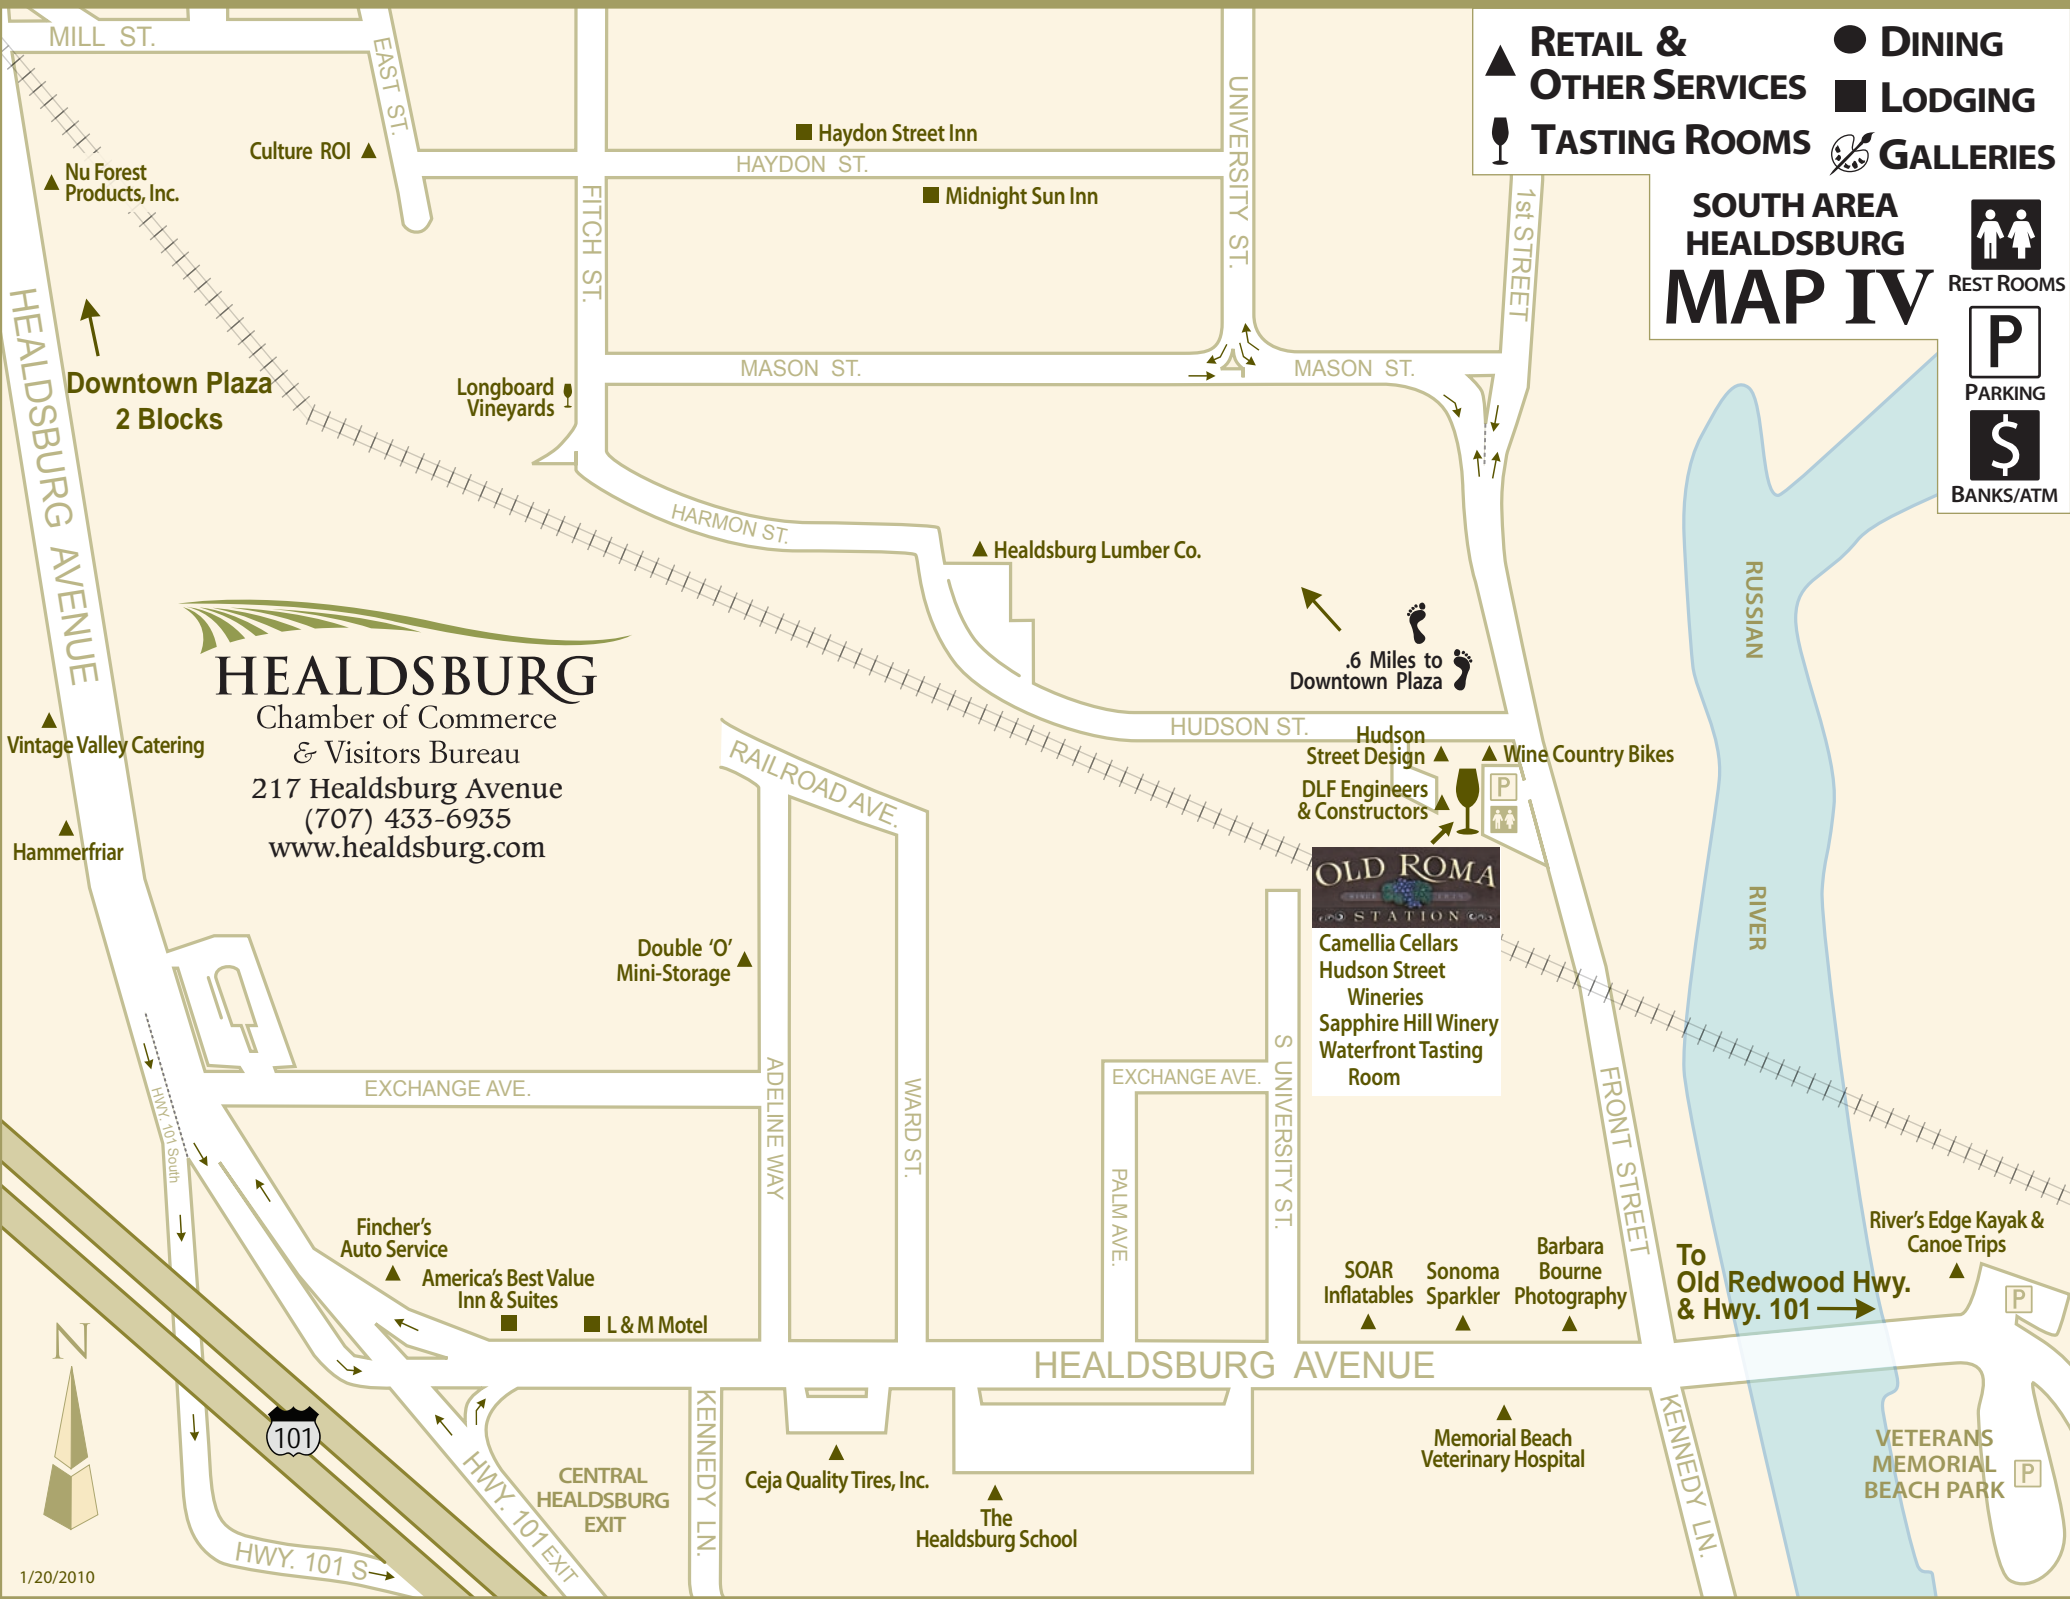 MILL ST.
EAST ST.
Culture ROI
Nu Forest
Products, Inc.
Haydon Street Inn
HAYDON ST.
Midnight Sun Inn
FITCH ST.
UNIVERSITY ST.
1st STREET
RETAIL &
OTHER SERVICES
TASTING ROOMS
DINING
LODGING
GALLERIES
SOUTH AREA
HEALDSBURG
MAP IV
REST ROOMS
P
PARKING
$
BANKS/ATM
HEALDSBURG AVENUE
Downtown Plaza
2 Blocks
MASON ST.
MASON ST.
Longboard
Vineyards
HARMON ST.
Healdsburg Lumber Co.
RUSSIAN
RIVER
.6 Miles to
Downtown Plaza
HEALDSBURG
Chamber of Commerce
& Visitors Bureau
217 Healdsburg Avenue
(707) 433-6935
www.healdsburg.com
Vintage Valley Catering
Hammerfriar
HUDSON ST.
Hudson
Street Design
Wine Country Bikes
DLF Engineers
& Constructors
P
RAILROAD AVE.
OLD ROMA
STATION
Camellia Cellars
Hudson Street
Wineries
Sapphire Hill Winery
Waterfront Tasting
Room
Double ‘O’
Mini-Storage
EXCHANGE AVE.
ADELINE WAY
WARD ST.
EXCHANGE AVE.
PALM AVE.
S UNIVERSITY ST.
FRONT STREET
HWY. 101 South
Fincher's
Auto Service
America's Best Value
Inn & Suites
L & M Motel
SOAR
Inflatables
Sonoma
Sparkler
Barbara
Bourne
Photography
To
Old Redwood Hwy.
& Hwy. 101
River's Edge Kayak &
Canoe Trips
P
HEALDSBURG AVENUE
N
101
HWY. 101 EXIT
CENTRAL
HEALDSBURG
EXIT
KENNEDY LN.
Ceja Quality Tires, Inc.
The
Healdsburg School
Memorial Beach
Veterinary Hospital
KENNEDY LN.
VETERANS
MEMORIAL
BEACH PARK
P
HWY. 101 S
1/20/2010